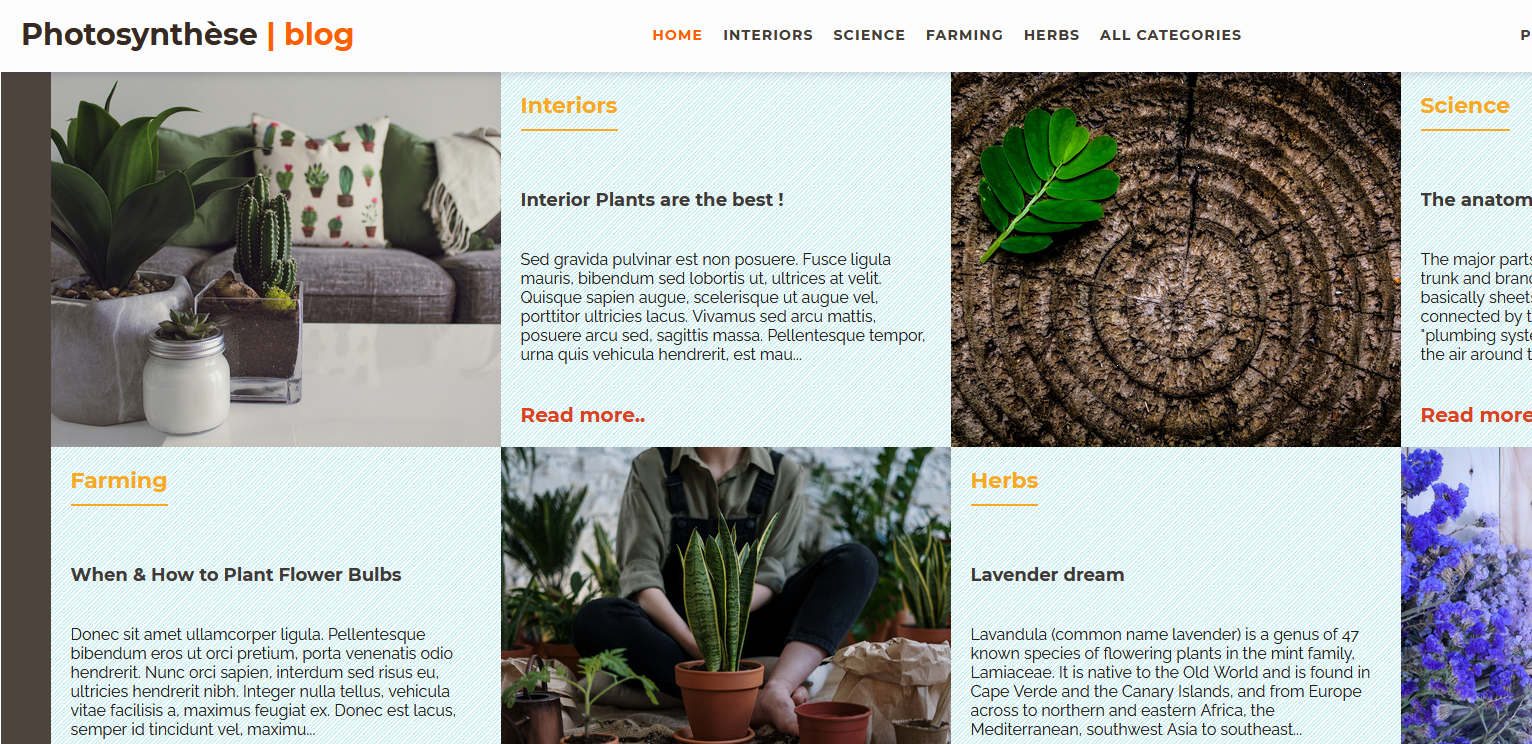 Photosynthèse | blog
HOME INTERIORS SCIENCE FARMING HERBS ALL CATEGORIES P
Interiors
Interior Plants are the best !
Sed gravida pulvinar est non posuere. Fusce ligula
mauris, bibendum sed lobortis ut, ultrices at velit.
Quisque sapien augue, scelerisque ut augue vel,
porttitor ultricies lacus. Vivamus sed arcu mattis,
posuere arcu sed, sagittis massa. Pellentesque tempor,
urna quis vehicula hendrerit, est mau...
Read more..
Science
The anatom
The major parts
trunk and branc
basically sheets
connected by t
"plumbing syste
the air around t
Read more
Farming
When & How to Plant Flower Bulbs
Donec sit amet ullamcorper ligula. Pellentesque
bibendum eros ut orci pretium, porta venenatis odio
hendrerit. Nunc orci sapien, interdum sed risus eu,
ultricies hendrerit nibh. Integer nulla tellus, vehicula
vitae facilisis a, maximus feugiat ex. Donec est lacus,
semper id tincidunt vel, maximu...
Herbs
Lavender dream
Lavandula (common name lavender) is a genus of 47
known species of flowering plants in the mint family,
Lamiaceae. It is native to the Old World and is found in
Cape Verde and the Canary Islands, and from Europe
across to northern and eastern Africa, the
Mediterranean, southwest Asia to southeast...